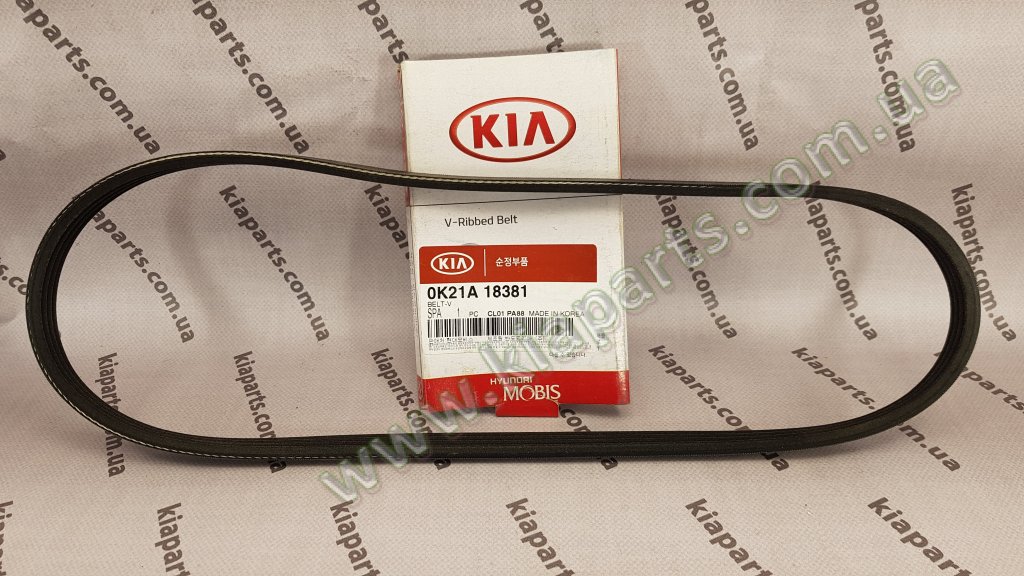 KIA
V-Ribbed Belt
KIA 순정부품
0K21A 18381
BELT-V
SPA 1 PC CL01 PA88 MADE IN KOREA
HYUNDAI
MOBIS
www.kiaparts.com.ua
kiaparts.com.ua